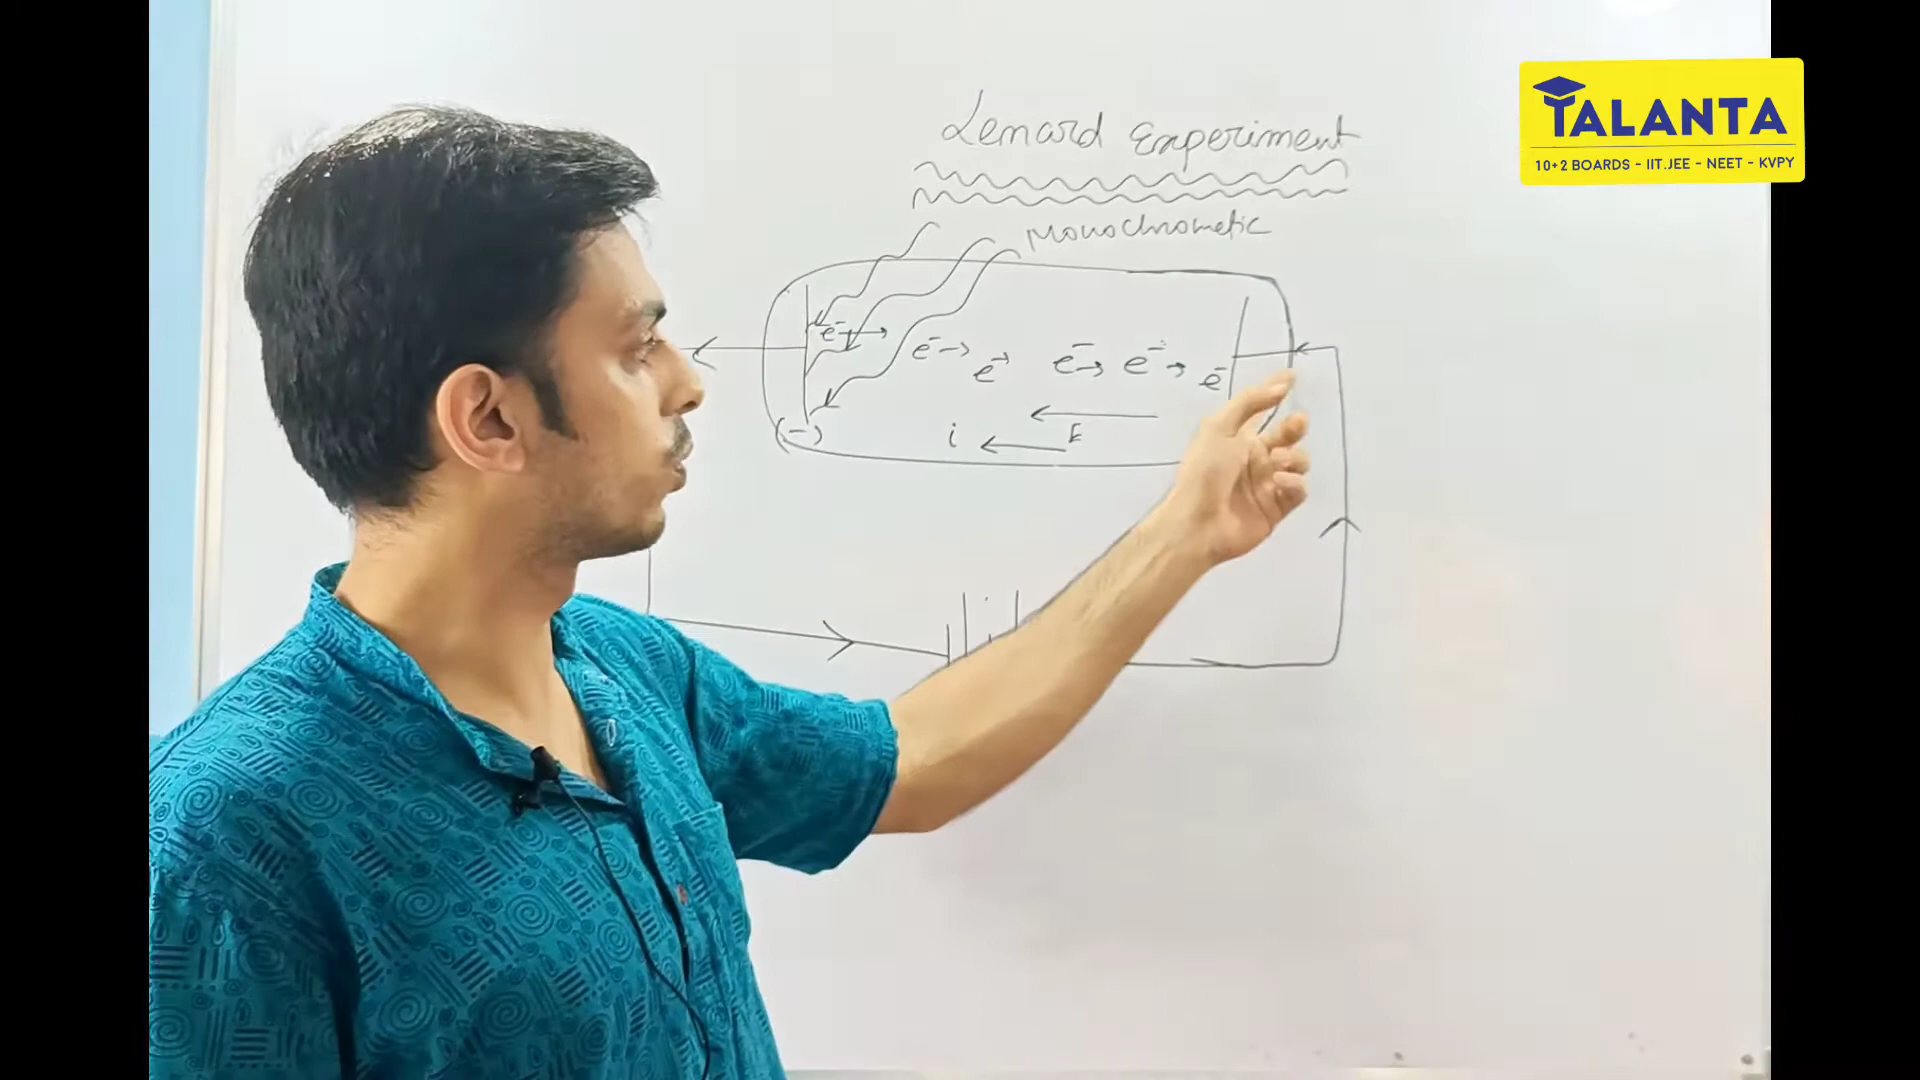 TALANTA
10+2 BOARDS - IIT.JEE - NEET - KVPY
Lenard Experiment
Monochrometic
e⁻ e⁻ e⁻ e⁻ e⁻ e⁻
(-) i E